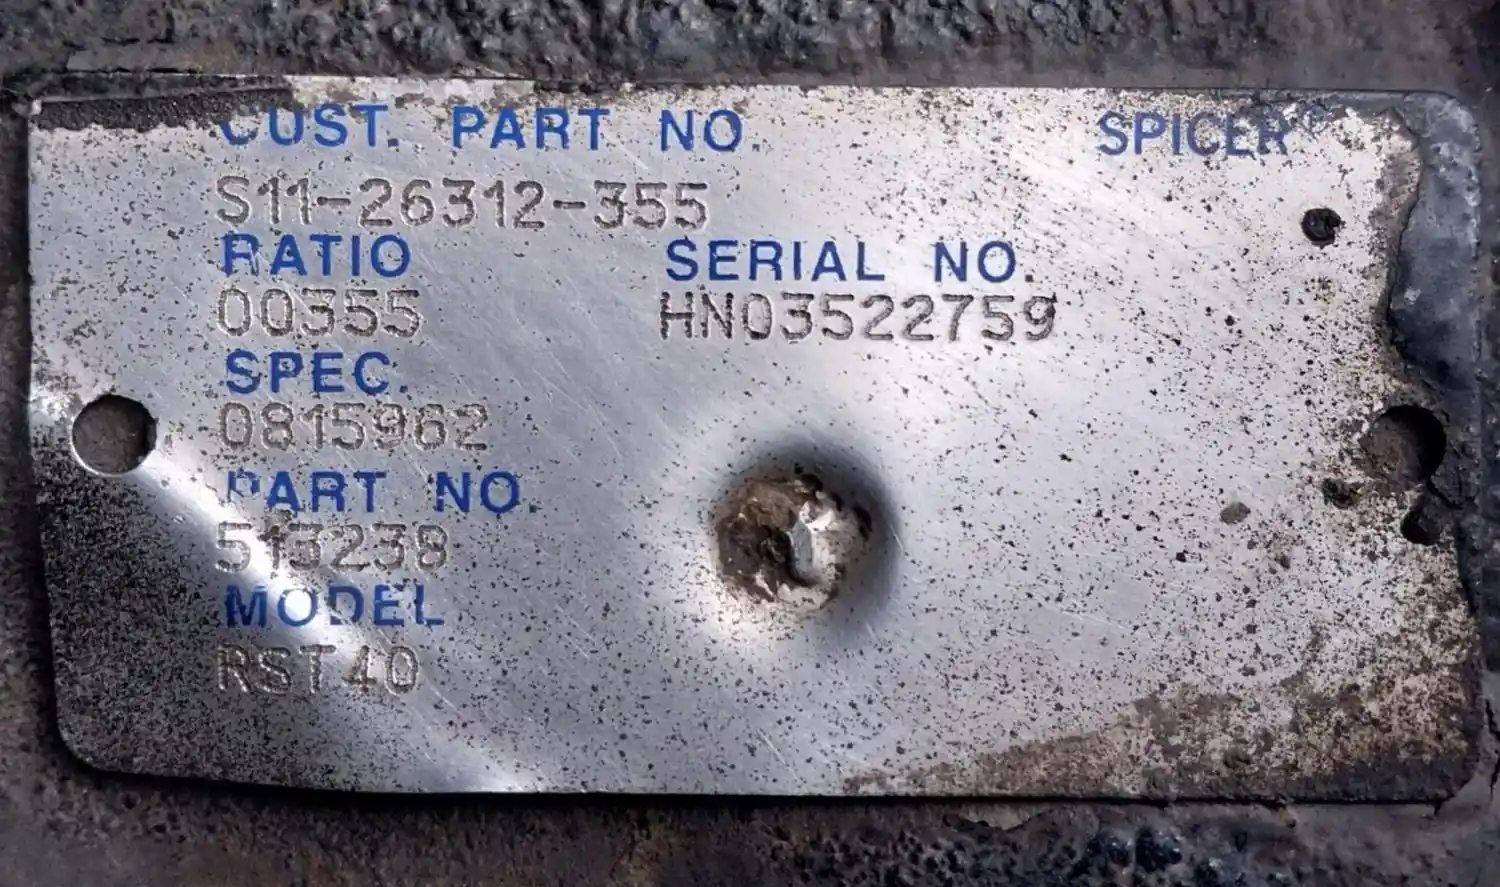 CUST. PART NO. SPICER
S11-26312-355
RATIO SERIAL NO.
00355 HN03522759
SPEC.
0815962
PART NO.
513238
MODEL
RST40